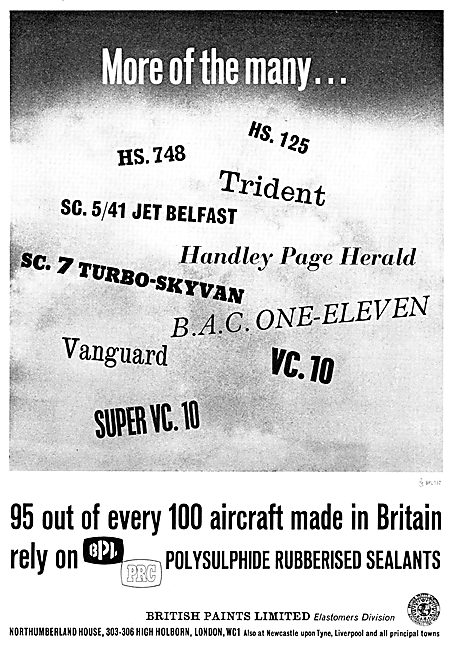 More of the many...
HS. 125
HS. 748
Trident
SC. 5/41 JET BELFAST
Handley Page Herald
SC. 7 TURBO-SKYVAN
B.A.C. ONE-ELEVEN
Vanguard
VC. 10
SUPER VC. 10
95 out of every 100 aircraft made in Britain
rely on BPL PRC POLYSULPHIDE RUBBERISED SEALANTS
BRITISH PAINTS LIMITED Elastomers Division
NORTHUMBERLAND HOUSE, 303-306 HIGH HOLBORN, LONDON, WC1 Also at Newcastle upon Tyne, Liverpool and all principal towns